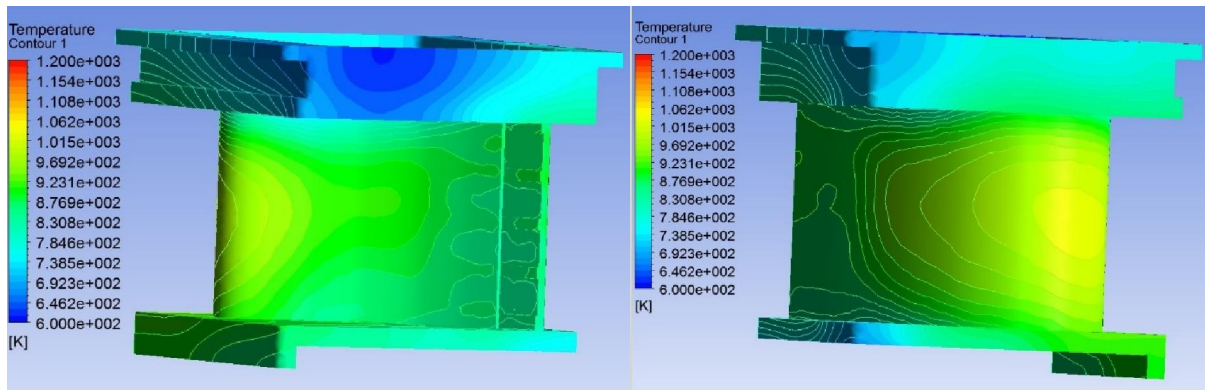 Temperature
Contour 1
1.200e+003
1.154e+003
1.108e+003
1.062e+003
1.015e+003
9.692e+002
9.231e+002
8.769e+002
8.308e+002
7.846e+002
7.385e+002
6.923e+002
6.462e+002
6.000e+002
[K]
Temperature
Contour 1
1.200e+003
1.154e+003
1.108e+003
1.062e+003
1.015e+003
9.692e+002
9.231e+002
8.769e+002
8.308e+002
7.846e+002
7.385e+002
6.923e+002
6.462e+002
6.000e+002
[K]